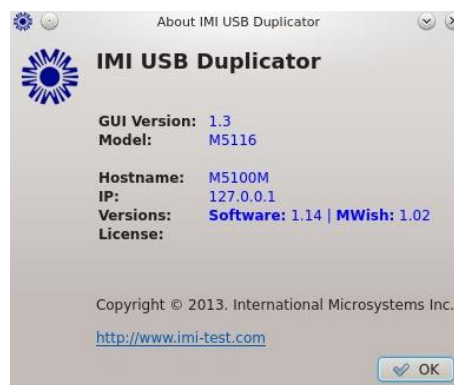 About IMI USB Duplicator
IMI USB Duplicator
GUI Version: 1.3
Model: M5116
Hostname: M5100M
IP: 127.0.0.1
Versions: Software: 1.14 | MWish: 1.02
License:
Copyright © 2013. International Microsystems Inc.
http://www.imi-test.com
OK